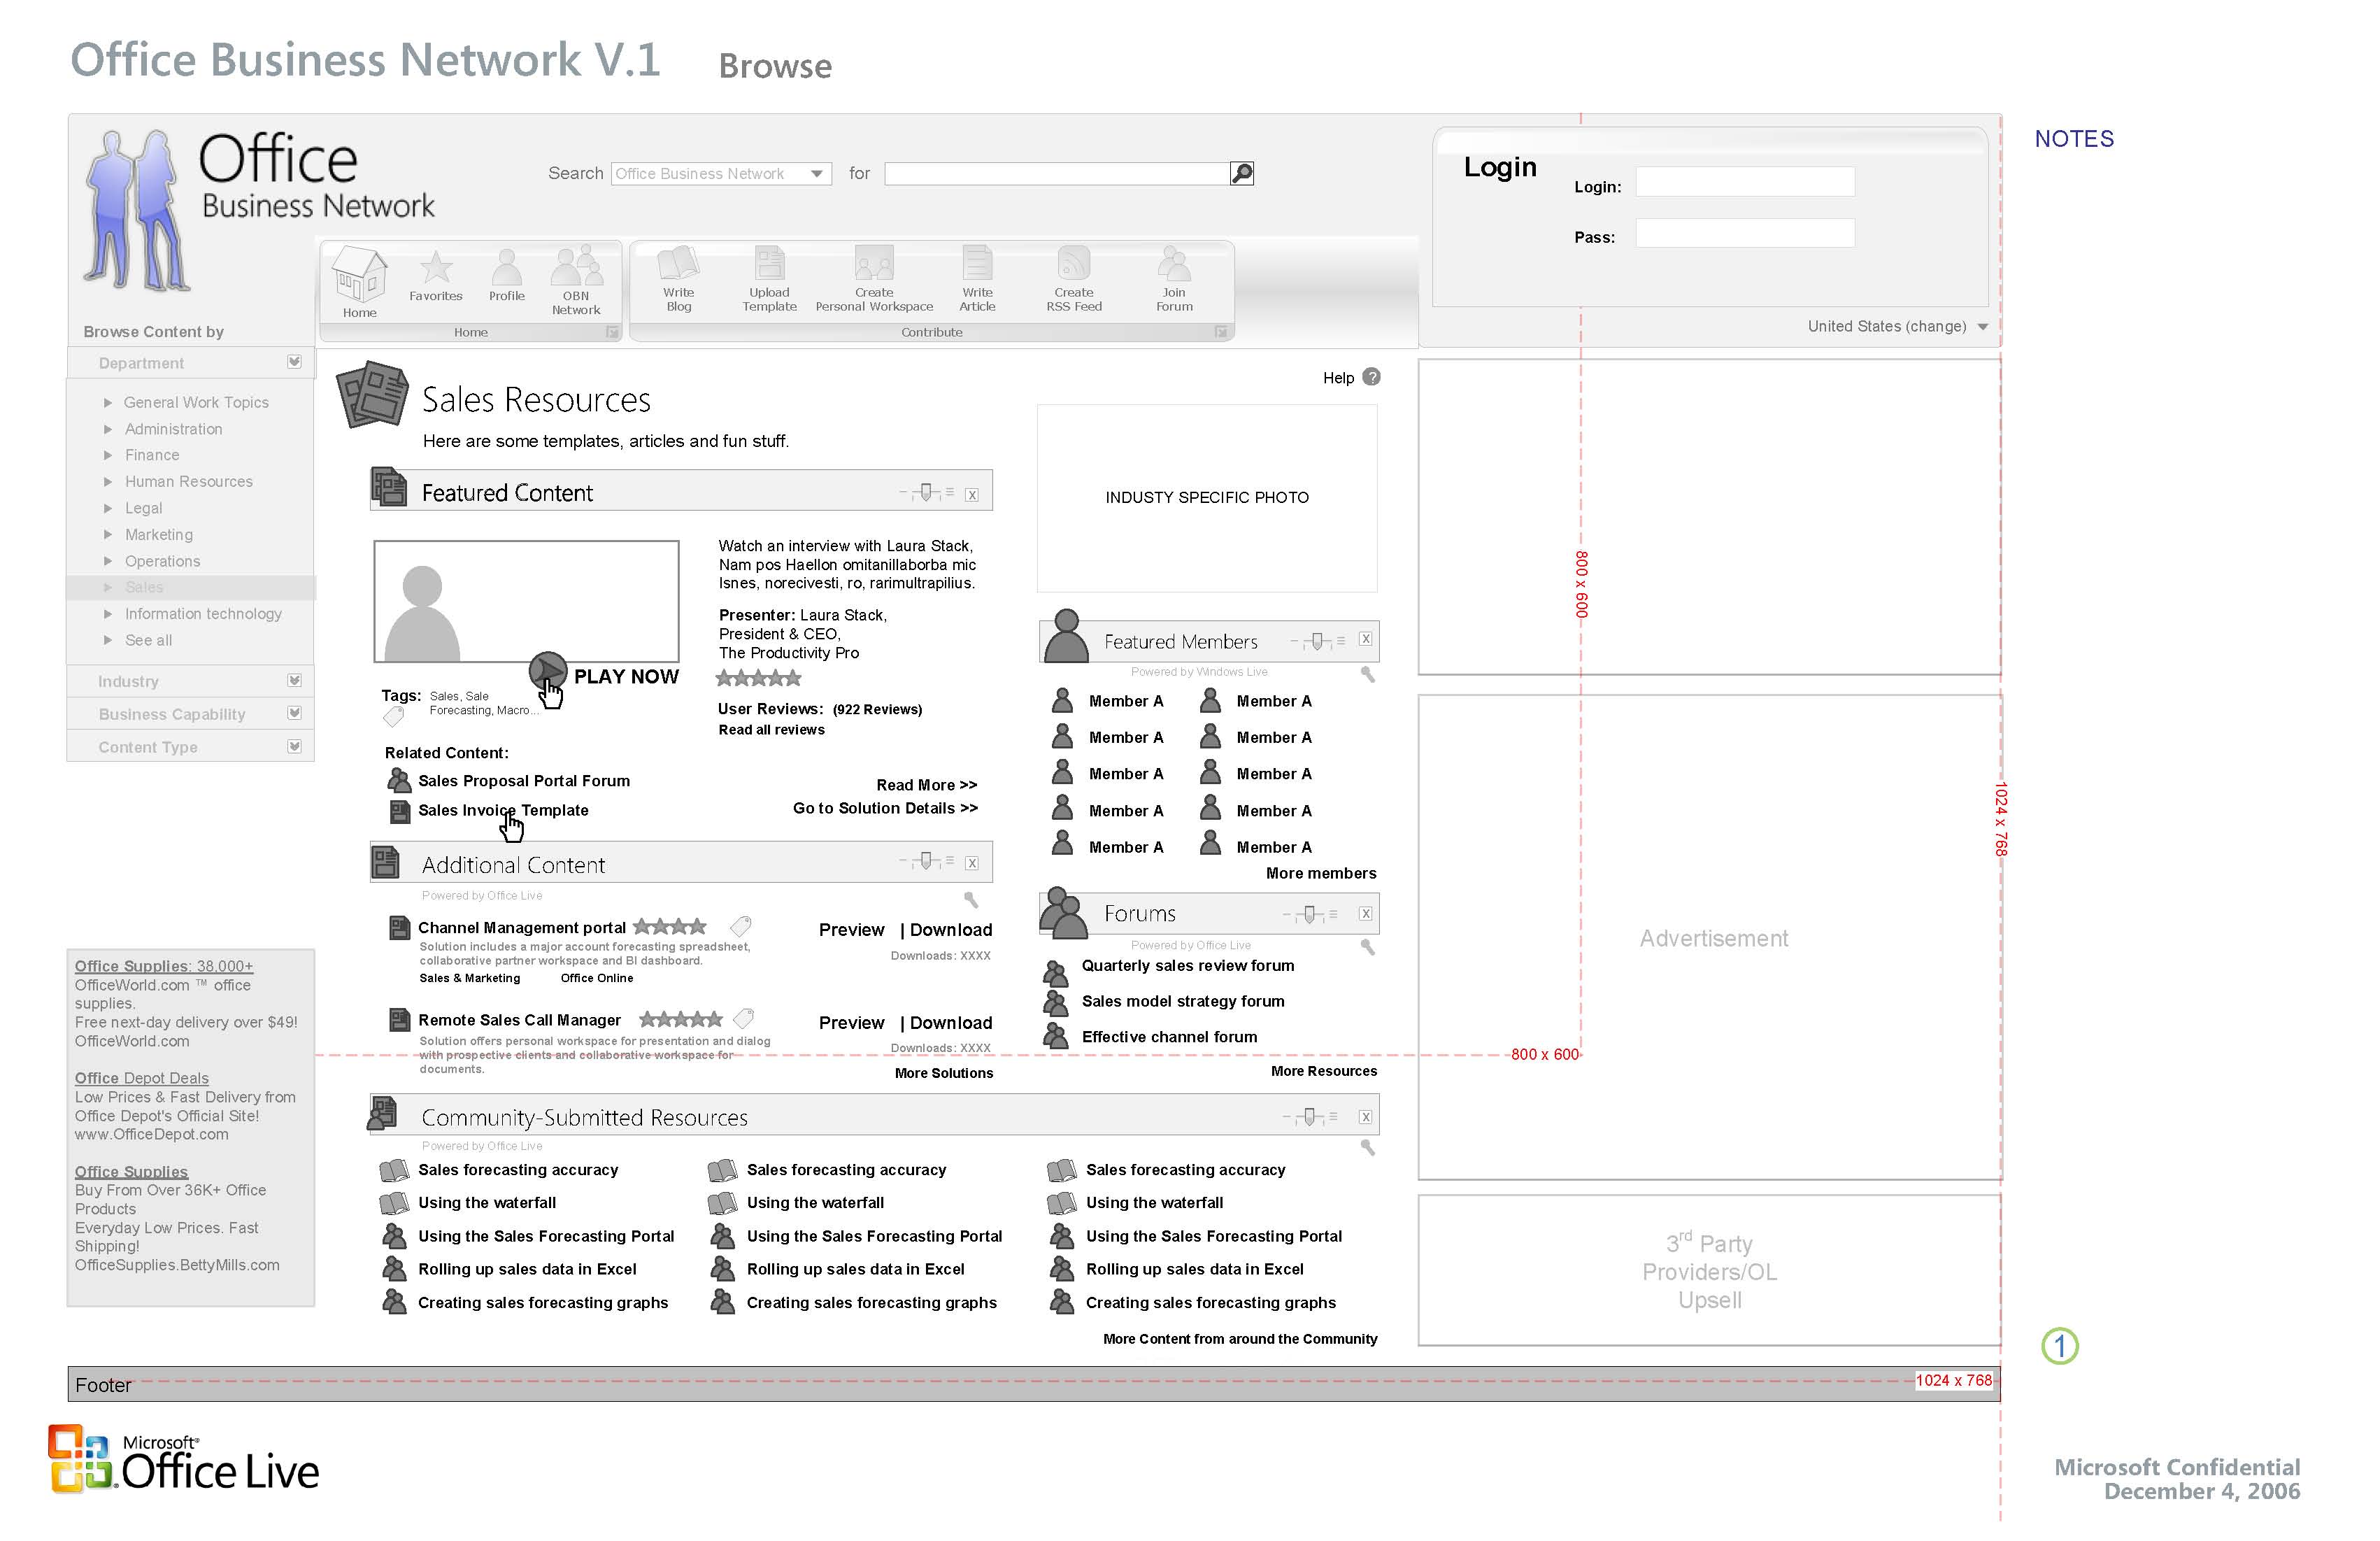 Office Business Network V.1
Browse
NOTES
Office
Business Network
Search
Office Business Network
for
Login
Login:
Pass:
United States (change)
Home
Favorites
Profile
OBN
Network
Home
Write
Blog
Upload
Template
Create
Personal Workspace
Write
Article
Create
RSS Feed
Join
Forum
Contribute
Browse Content by
Department
General Work Topics
Administration
Finance
Human Resources
Legal
Marketing
Operations
Sales
Information technology
See all
Industry
Business Capability
Content Type
Office Supplies: 38,000+
OfficeWorld.com ™ office
supplies.
Free next-day delivery over $49!
OfficeWorld.com
Office Depot Deals
Low Prices & Fast Delivery from
Office Depot's Official Site!
www.OfficeDepot.com
Office Supplies
Buy From Over 36K+ Office
Products
Everyday Low Prices. Fast
Shipping!
OfficeSupplies.BettyMills.com
Sales Resources
Here are some templates, articles and fun stuff.
Help ?
Featured Content
X
PLAY NOW
Tags: Sales, Sale
Forecasting, Macro...
Watch an interview with Laura Stack,
Nam pos Haellon omitanillaborba mic
Isnes, norecivesti, ro, rarimultrapilius.
Presenter: Laura Stack,
President & CEO,
The Productivity Pro
User Reviews: (922 Reviews)
Read all reviews
Related Content:
Sales Proposal Portal Forum
Sales Invoice Template
Read More >>
Go to Solution Details >>
Additional Content
X
Powered by Office Live
Channel Management portal
Preview | Download
Solution includes a major account forecasting spreadsheet,
collaborative partner workspace and BI dashboard.
Downloads: XXXX
Sales & Marketing Office Online
Remote Sales Call Manager
Preview | Download
Solution offers personal workspace for presentation and dialog
with prospective clients and collaborative workspace for
documents.
Downloads: XXXX
More Solutions
INDUSTY SPECIFIC PHOTO
Featured Members
X
Powered by Windows Live
Member A Member A
Member A Member A
Member A Member A
Member A Member A
Member A Member A
More members
Forums
X
Powered by Office Live
Quarterly sales review forum
Sales model strategy forum
Effective channel forum
More Resources
Community-Submitted Resources
X
Powered by Office Live
Sales forecasting accuracy Sales forecasting accuracy Sales forecasting accuracy
Using the waterfall Using the waterfall Using the waterfall
Using the Sales Forecasting Portal Using the Sales Forecasting Portal Using the Sales Forecasting Portal
Rolling up sales data in Excel Rolling up sales data in Excel Rolling up sales data in Excel
Creating sales forecasting graphs Creating sales forecasting graphs Creating sales forecasting graphs
More Content from around the Community
800 x 600
800 x 600
1024 x 768
Advertisement
3rd Party
Providers/OL
Upsell
1
Footer
1024 x 768
Microsoft®
Office Live
Microsoft Confidential
December 4, 2006